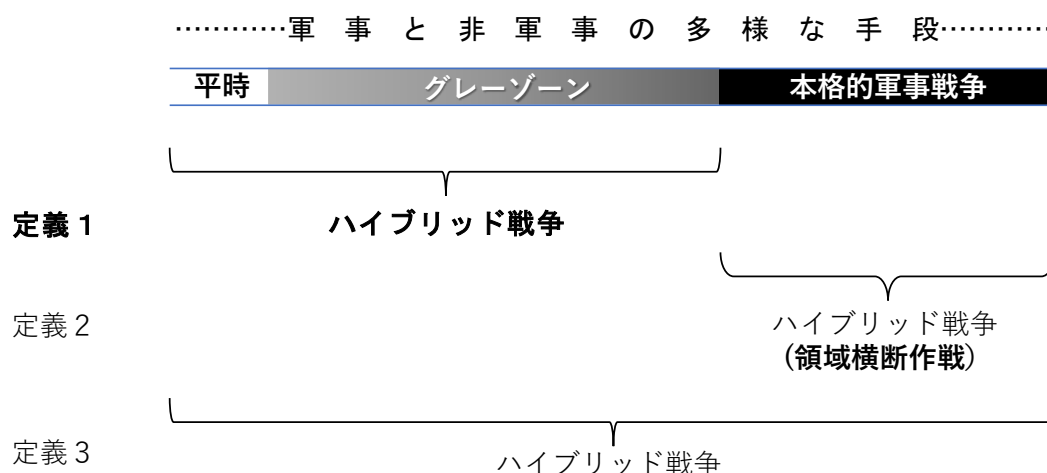 …………軍事と非軍事の多様な手段…………
平時 グレーゾーン 本格的軍事戦争
定義1 ハイブリッド戦争
定義2 ハイブリッド戦争
(領域横断作戦)
定義3 ハイブリッド戦争